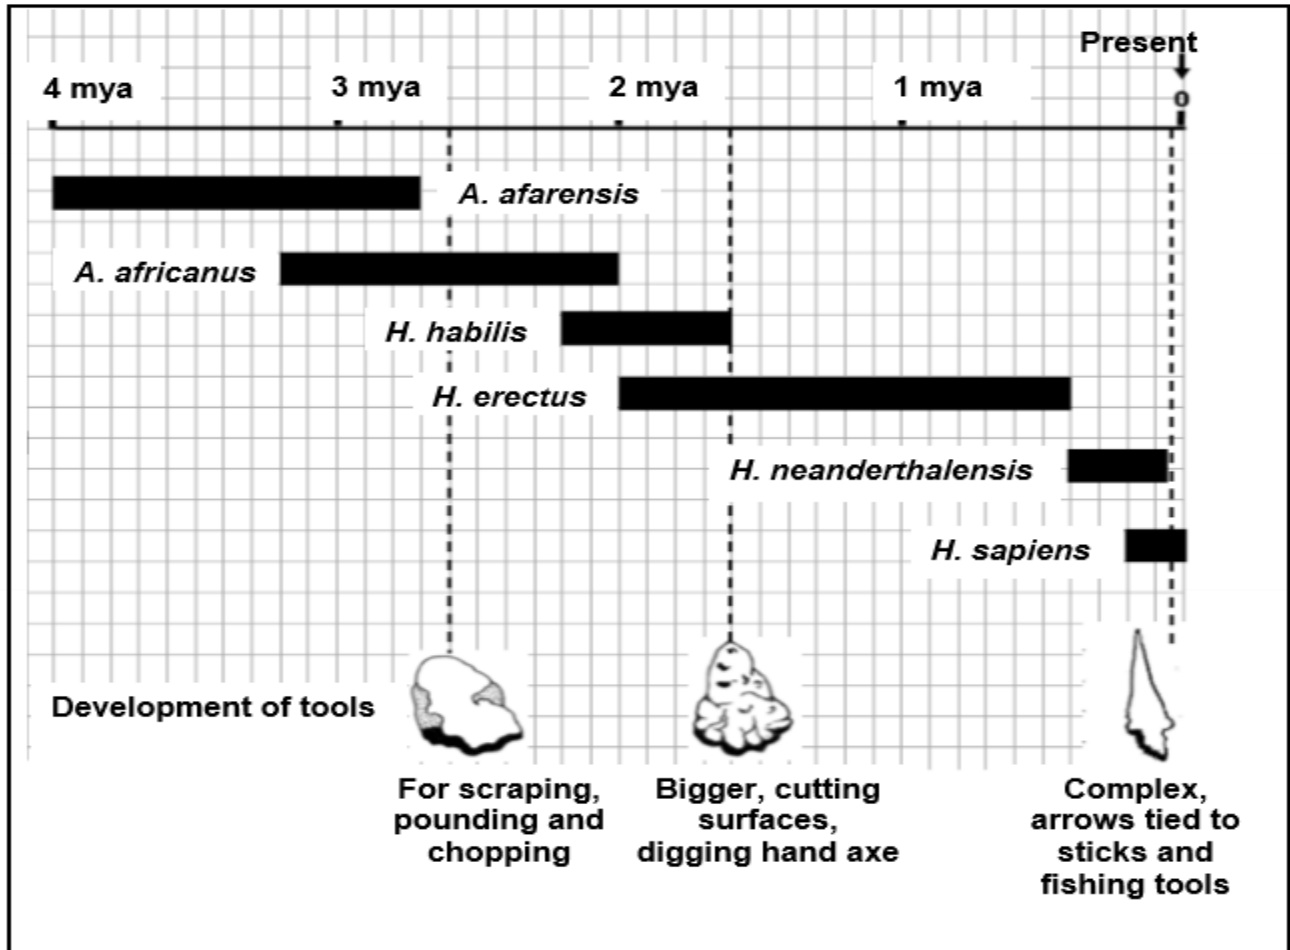 Present
4 mya 3 mya 2 mya 1 mya 0
A. afarensis
A. africanus
H. habilis
H. erectus
H. neanderthalensis
H. sapiens
Development of tools
For scraping,
pounding and
chopping
Bigger, cutting
surfaces,
digging hand axe
Complex,
arrows tied to
sticks and
fishing tools